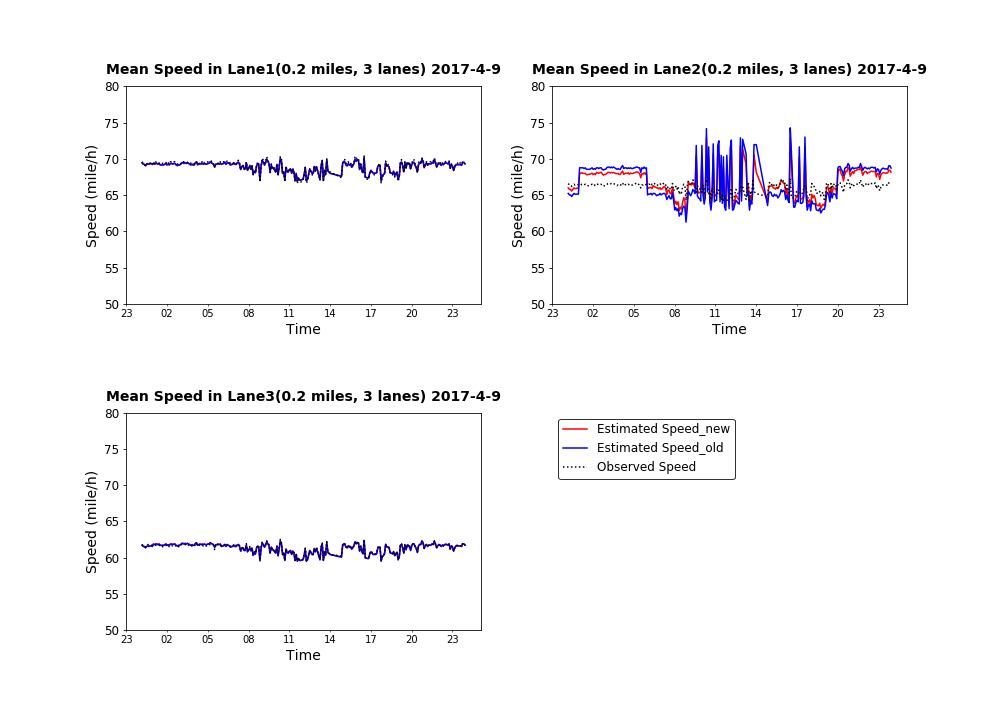 Mean Speed in Lane1(0.2 miles, 3 lanes) 2017-4-9
80
75
70
65
60
55
50
Speed (mile/h)
23 02 05 08 11 14 17 20 23
Time
Mean Speed in Lane2(0.2 miles, 3 lanes) 2017-4-9
80
75
70
65
60
55
50
Speed (mile/h)
23 02 05 08 11 14 17 20 23
Time
Mean Speed in Lane3(0.2 miles, 3 lanes) 2017-4-9
80
75
70
65
60
55
50
Speed (mile/h)
23 02 05 08 11 14 17 20 23
Time
Estimated Speed_new
Estimated Speed_old
Observed Speed